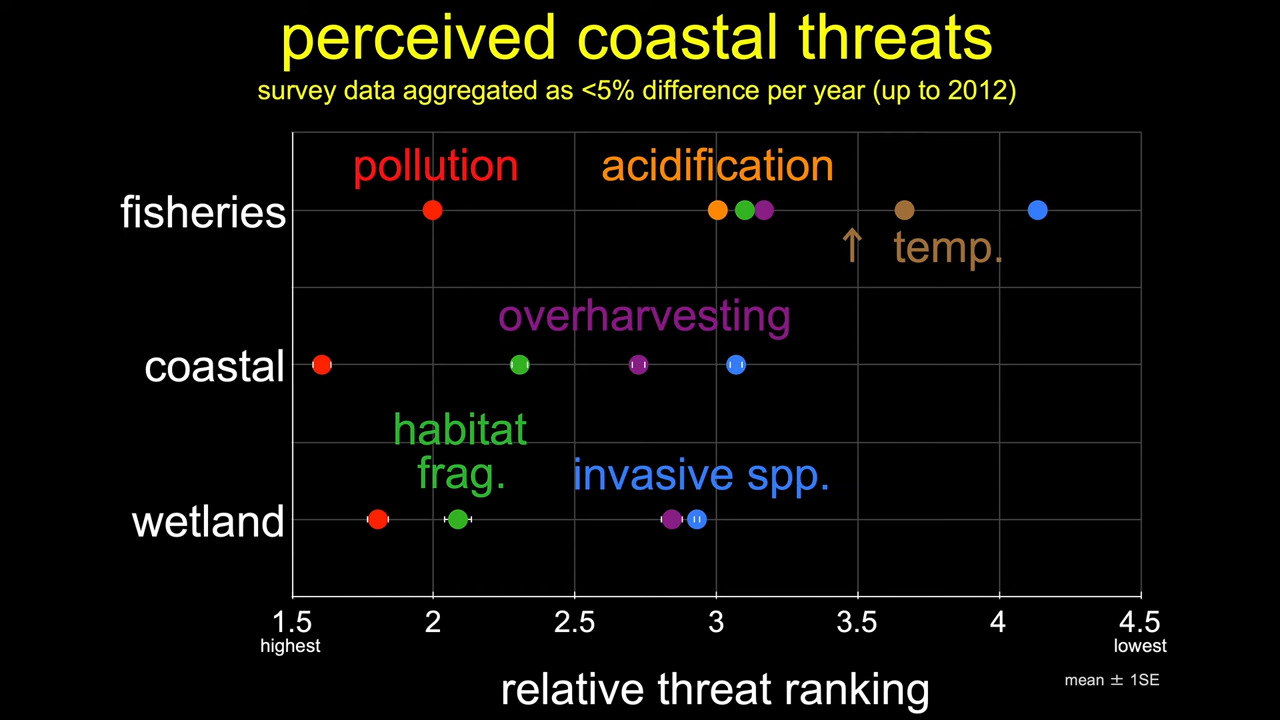 perceived coastal threats
survey data aggregated as <5% difference per year (up to 2012)
pollution
acidification
fisheries
↑ temp.
overharvesting
coastal
habitat
frag.
invasive spp.
wetland
1.5 2 2.5 3 3.5 4 4.5
highest lowest
relative threat ranking
mean ± 1SE